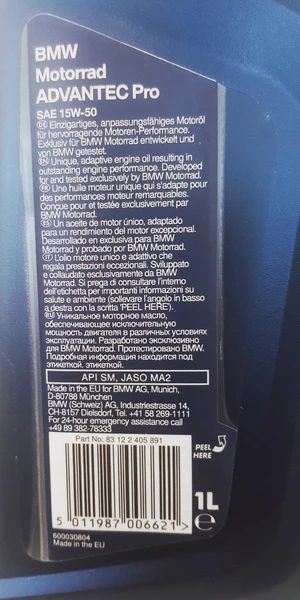 BMW
Motorrad
ADVANTEC Pro
SAE 15W-50
DE Einzigartiges, anpassungsfähiges Motoröl
für hervorragende Motoren-Performance.
Exklusiv für BMW Motorrad entwickelt und
von BMW getestet.
EN Unique, adaptive engine oil resulting in
outstanding engine performance. Developed
for and tested exclusively by BMW Motorrad.
FR Une huile moteur unique qui s'adapte pour
des performances moteur remarquables.
Conçue pour et testée exclusivement par
BMW Motorrad.
ES Un aceite de motor único, adaptado
para un rendimiento del motor excepcional.
Desarrollado en exclusiva para BMW
Motorrad y probado por BMW Motorrad.
IT L'olio motore unico e adattivo che
regala prestazioni eccezionali. Sviluppato
e collaudato esclusivamente da BMW
Motorrad. Si prega di consultare l'interno
dell'etichetta per importanti informazioni su
salute e ambiente (sollevare l'angolo in basso
a destra con la scritta 'PEEL HERE').
RU Уникальное моторное масло,
обеспечивающее исключительную
мощность двигателя в различных условиях
эксплуатации. Разработано эксклюзивно
для BMW Motorrad. Протестировано BMW.
Подробная информация находится под
этикеткой. этикеткой.
API SM, JASO MA2
Made in the EU for BMW AG, Munich,
D-80788 München
BMW (Schweiz) AG, Industriestrasse 14,
CH-8157 Dielsdorf, Tel. +41 58 269-1111
For 24-hour emergency assistance call
+49 89 382-78333
Part No: 83 12 2 405 891
PEEL
HERE
1L
5 011987 006621 >
e
600030804
Made in the EU